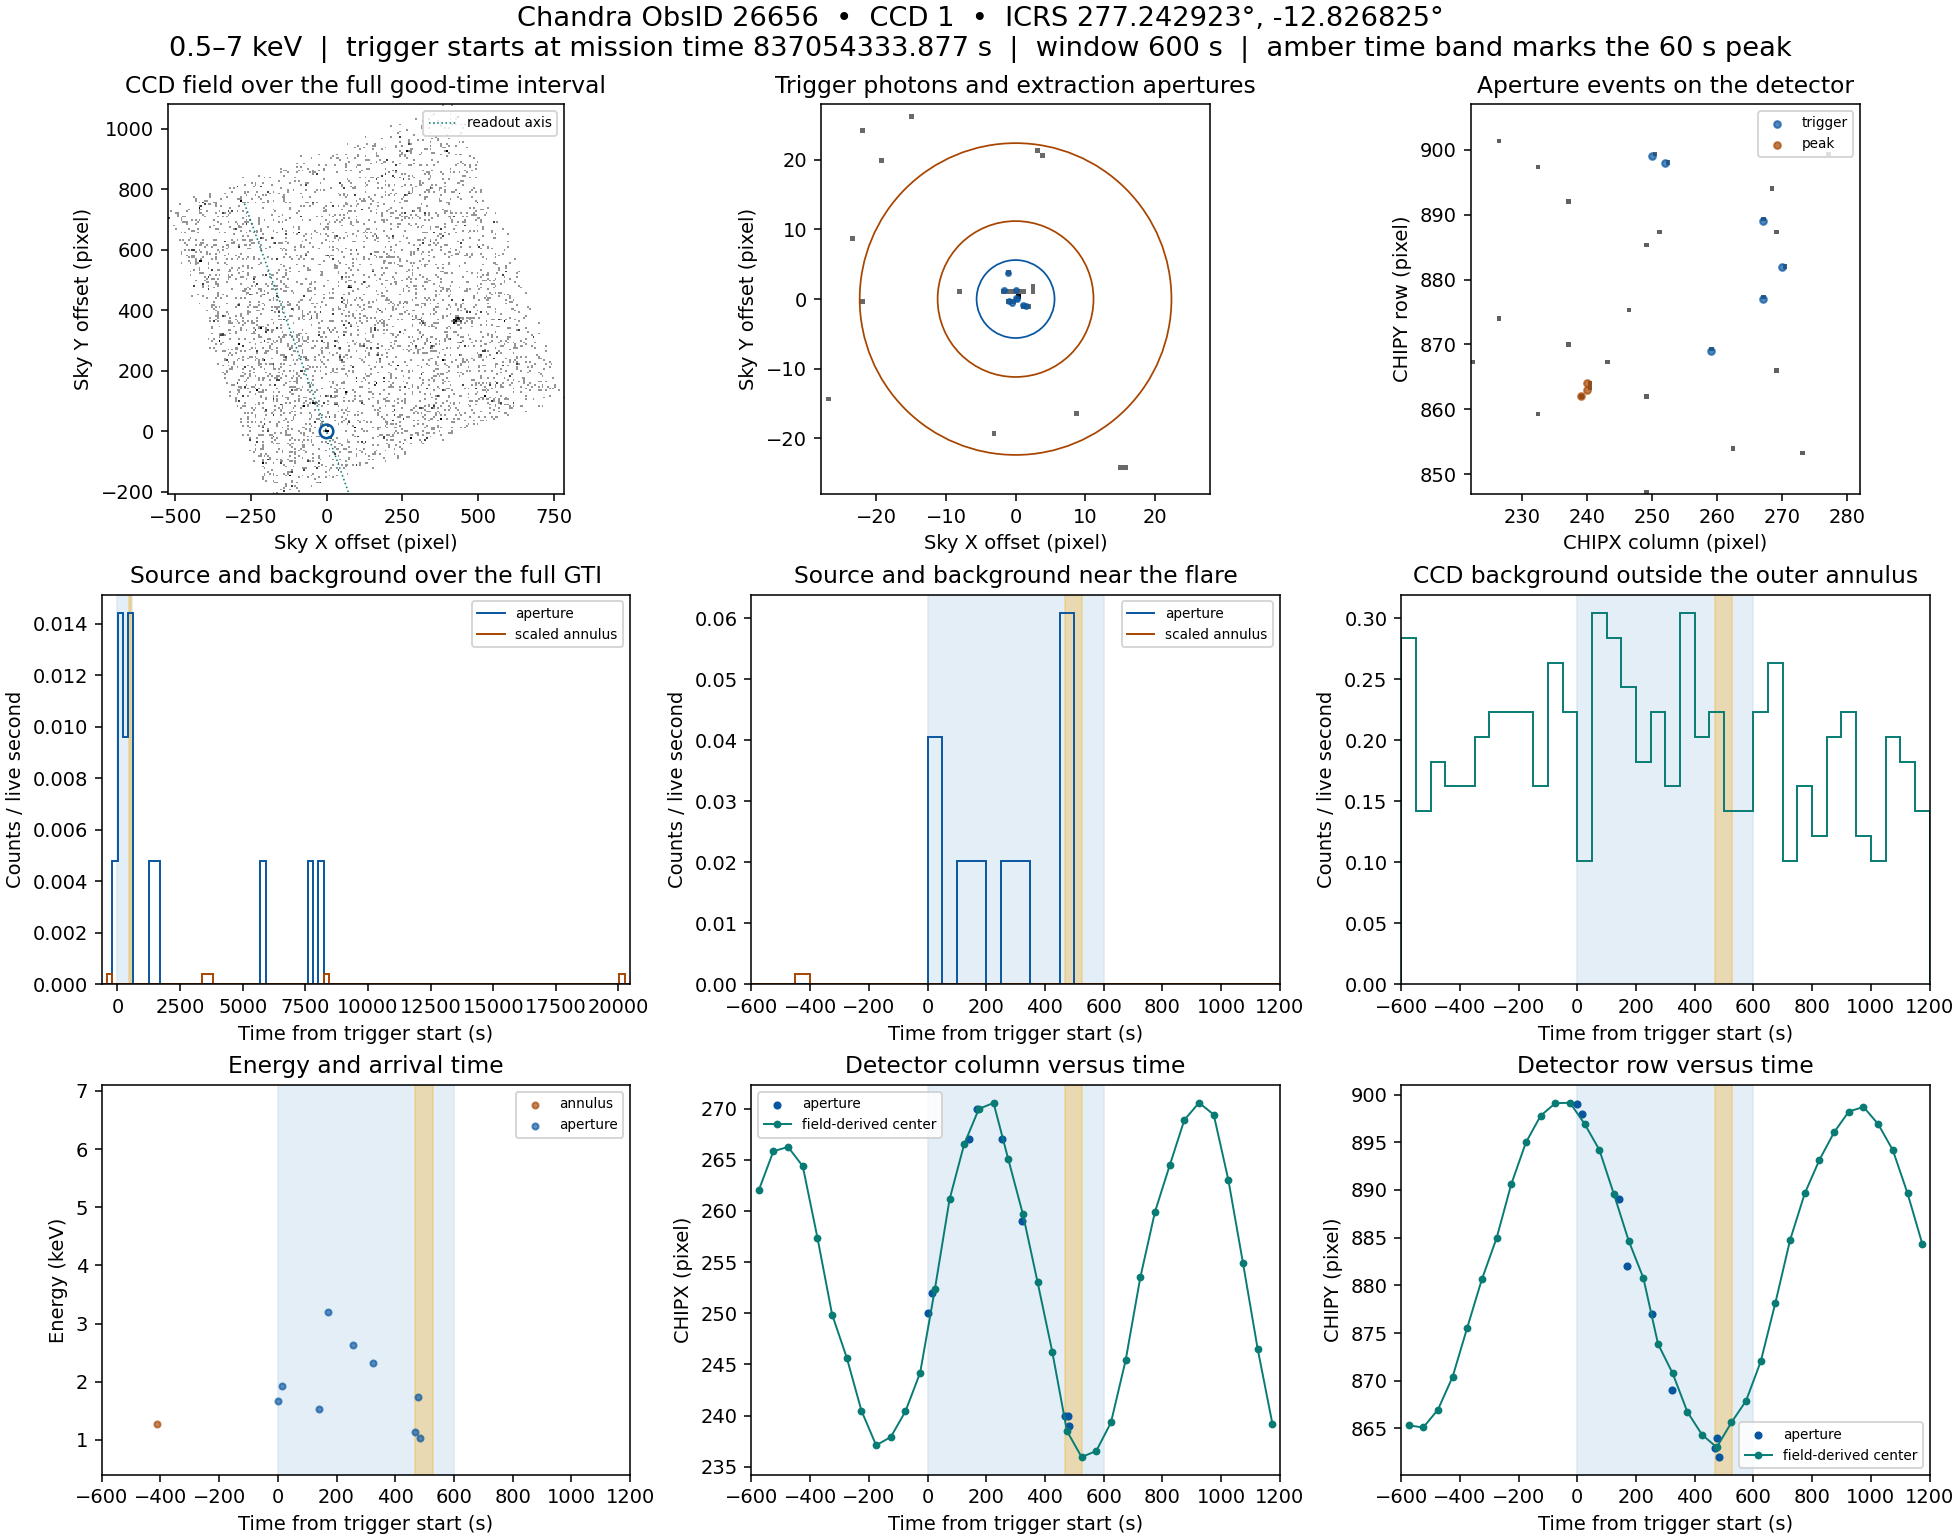 Chandra ObsID 26656  •  CCD 1  •  ICRS 277.242923°, -12.826825°
0.5–7 keV  |  trigger starts at mission time 837054333.877 s  |  window 600 s  |  amber time band marks the 60 s peak
CCD field over the full good-time interval
readout axis
1000
800
600
400
200
0
−200
−500 −250 0 250 500 750
Sky Y offset (pixel)
Sky X offset (pixel)
Trigger photons and extraction apertures
20
10
0
−10
−20
−20 −10 0 10 20
Sky Y offset (pixel)
Sky X offset (pixel)
Aperture events on the detector
trigger
peak
900
890
880
870
860
850
230 240 250 260 270 280
CHIPY row (pixel)
CHIPX column (pixel)
Source and background over the full GTI
aperture
scaled annulus
0.014
0.012
0.010
0.008
0.006
0.004
0.002
0.000
0 2500 5000 7500 10000 12500 15000 17500 20000
Counts / live second
Time from trigger start (s)
Source and background near the flare
aperture
scaled annulus
0.06
0.05
0.04
0.03
0.02
0.01
0.00
−600 −400 −200 0 200 400 600 800 1000 1200
Counts / live second
Time from trigger start (s)
CCD background outside the outer annulus
0.30
0.25
0.20
0.15
0.10
0.05
0.00
−600 −400 −200 0 200 400 600 800 1000 1200
Counts / live second
Time from trigger start (s)
Energy and arrival time
annulus
aperture
7
6
5
4
3
2
1
−600 −400 −200 0 200 400 600 800 1000 1200
Energy (keV)
Time from trigger start (s)
Detector column versus time
aperture
field-derived center
270
265
260
255
250
245
240
235
−600 −400 −200 0 200 400 600 800 1000 1200
CHIPX (pixel)
Time from trigger start (s)
Detector row versus time
aperture
field-derived center
900
895
890
885
880
875
870
865
−600 −400 −200 0 200 400 600 800 1000 1200
CHIPY (pixel)
Time from trigger start (s)